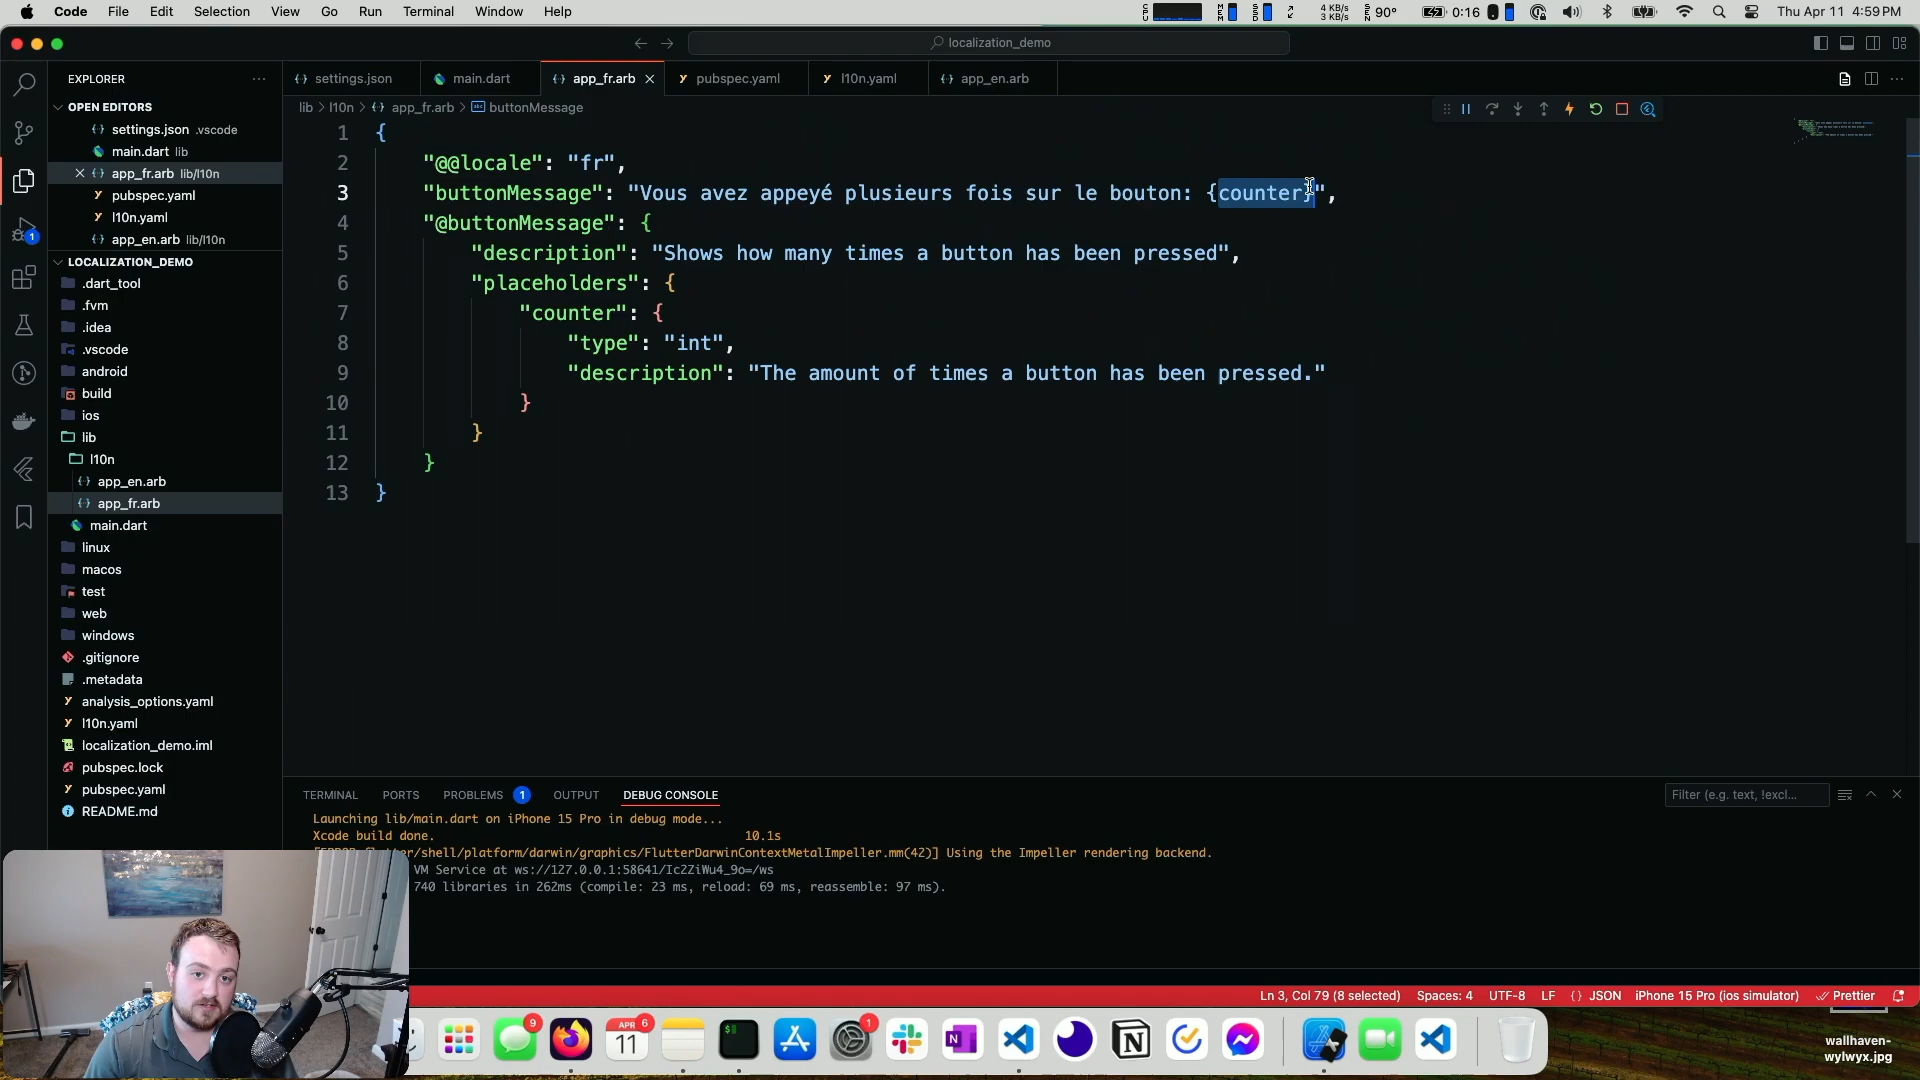 Code File Edit Selection View Go Run Terminal Window Help
4 KB/s
3 KB/s
90°
0:16
Thu Apr 11 4:59 PM
localization_demo
EXPLORER
settings.json
main.dart
app_fr.arb
pubspec.yaml
l10n.yaml
app_en.arb
OPEN EDITORS
settings.json .vscode
main.dart lib
app_fr.arb lib/l10n
pubspec.yaml
l10n.yaml
app_en.arb lib/l10n
LOCALIZATION_DEMO
.dart_tool
.fvm
.idea
.vscode
android
build
ios
lib
l10n
app_en.arb
app_fr.arb
main.dart
linux
macos
test
web
windows
.gitignore
.metadata
analysis_options.yaml
l10n.yaml
localization_demo.iml
pubspec.lock
pubspec.yaml
README.md
1
lib > l10n > {} app_fr.arb > buttonMessage
1 {
2 "@@locale": "fr",
3 "buttonMessage": "Vous avez appeyé plusieurs fois sur le bouton: {counter}",
4 "@buttonMessage": {
5 "description": "Shows how many times a button has been pressed",
6 "placeholders": {
7 "counter": {
8 "type": "int",
9 "description": "The amount of times a button has been pressed."
10 }
11 }
12 }
13 }
TERMINAL PORTS PROBLEMS 1 OUTPUT DEBUG CONSOLE
Filter (e.g. text, !excl...
Launching lib/main.dart on iPhone 15 Pro in debug mode...
Xcode build done. 10.1s
ter/shell/platform/darwin/graphics/FlutterDarwinContextMetalImpeller.mm(42)] Using the Impeller rendering backend.
VM Service at ws://127.0.0.1:58641/Ic2ZiWu4_9o=/ws
740 libraries in 262ms (compile: 23 ms, reload: 69 ms, reassemble: 97 ms).
Ln 3, Col 79 (8 selected) Spaces: 4 UTF-8 LF {} JSON iPhone 15 Pro (ios simulator) Prettier
9
APR 6
11
$
1
N
wallhaven-
wylwyx.jpg